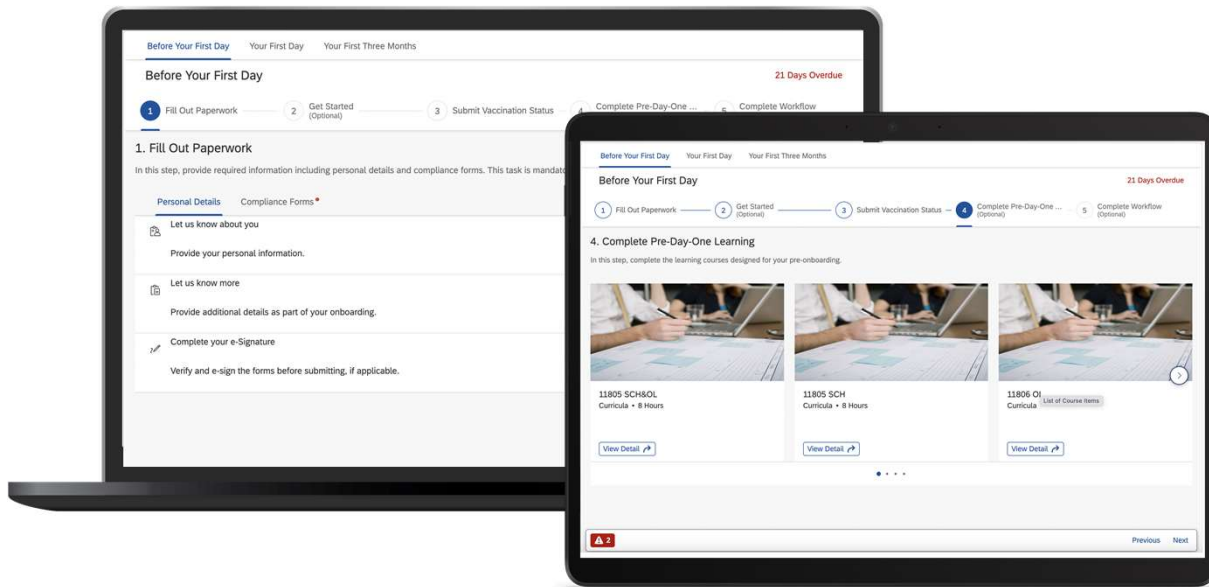 Before Your First Day Your First Day Your First Three Months
Before Your First Day
21 Days Overdue
1 Fill Out Paperwork
2 Get Started
(Optional)
3 Submit Vaccination Status
4 Complete Pre-Day-One ...
5 Complete Workflow
1. Fill Out Paperwork
In this step, provide required information including personal details and compliance forms. This task is
Personal Details Compliance Forms
Let us know about you
Provide your personal information.
Let us know more
Provide additional details as part of your onboarding.
Complete your e-Signature
Verify and e-sign the forms before submitting, if applicable.
Before Your First Day Your First Day Your First Three Months
Before Your First Day
21 Days Overdue
1 Fill Out Paperwork
2 Get Started
(Optional)
3 Submit Vaccination Status
4 Complete Pre-Day-One ...
(Optional)
5 Complete Workflow
(Optional)
4. Complete Pre-Day-One Learning
In this step, complete the learning courses designed for your pre-onboarding.
11805 SCH&OL
Curricula • 8 Hours
View Detail
11805 SCH
Curricula • 8 Hours
View Detail
11806
Curricula
List of Course Items
View Detail
2
Previous Next